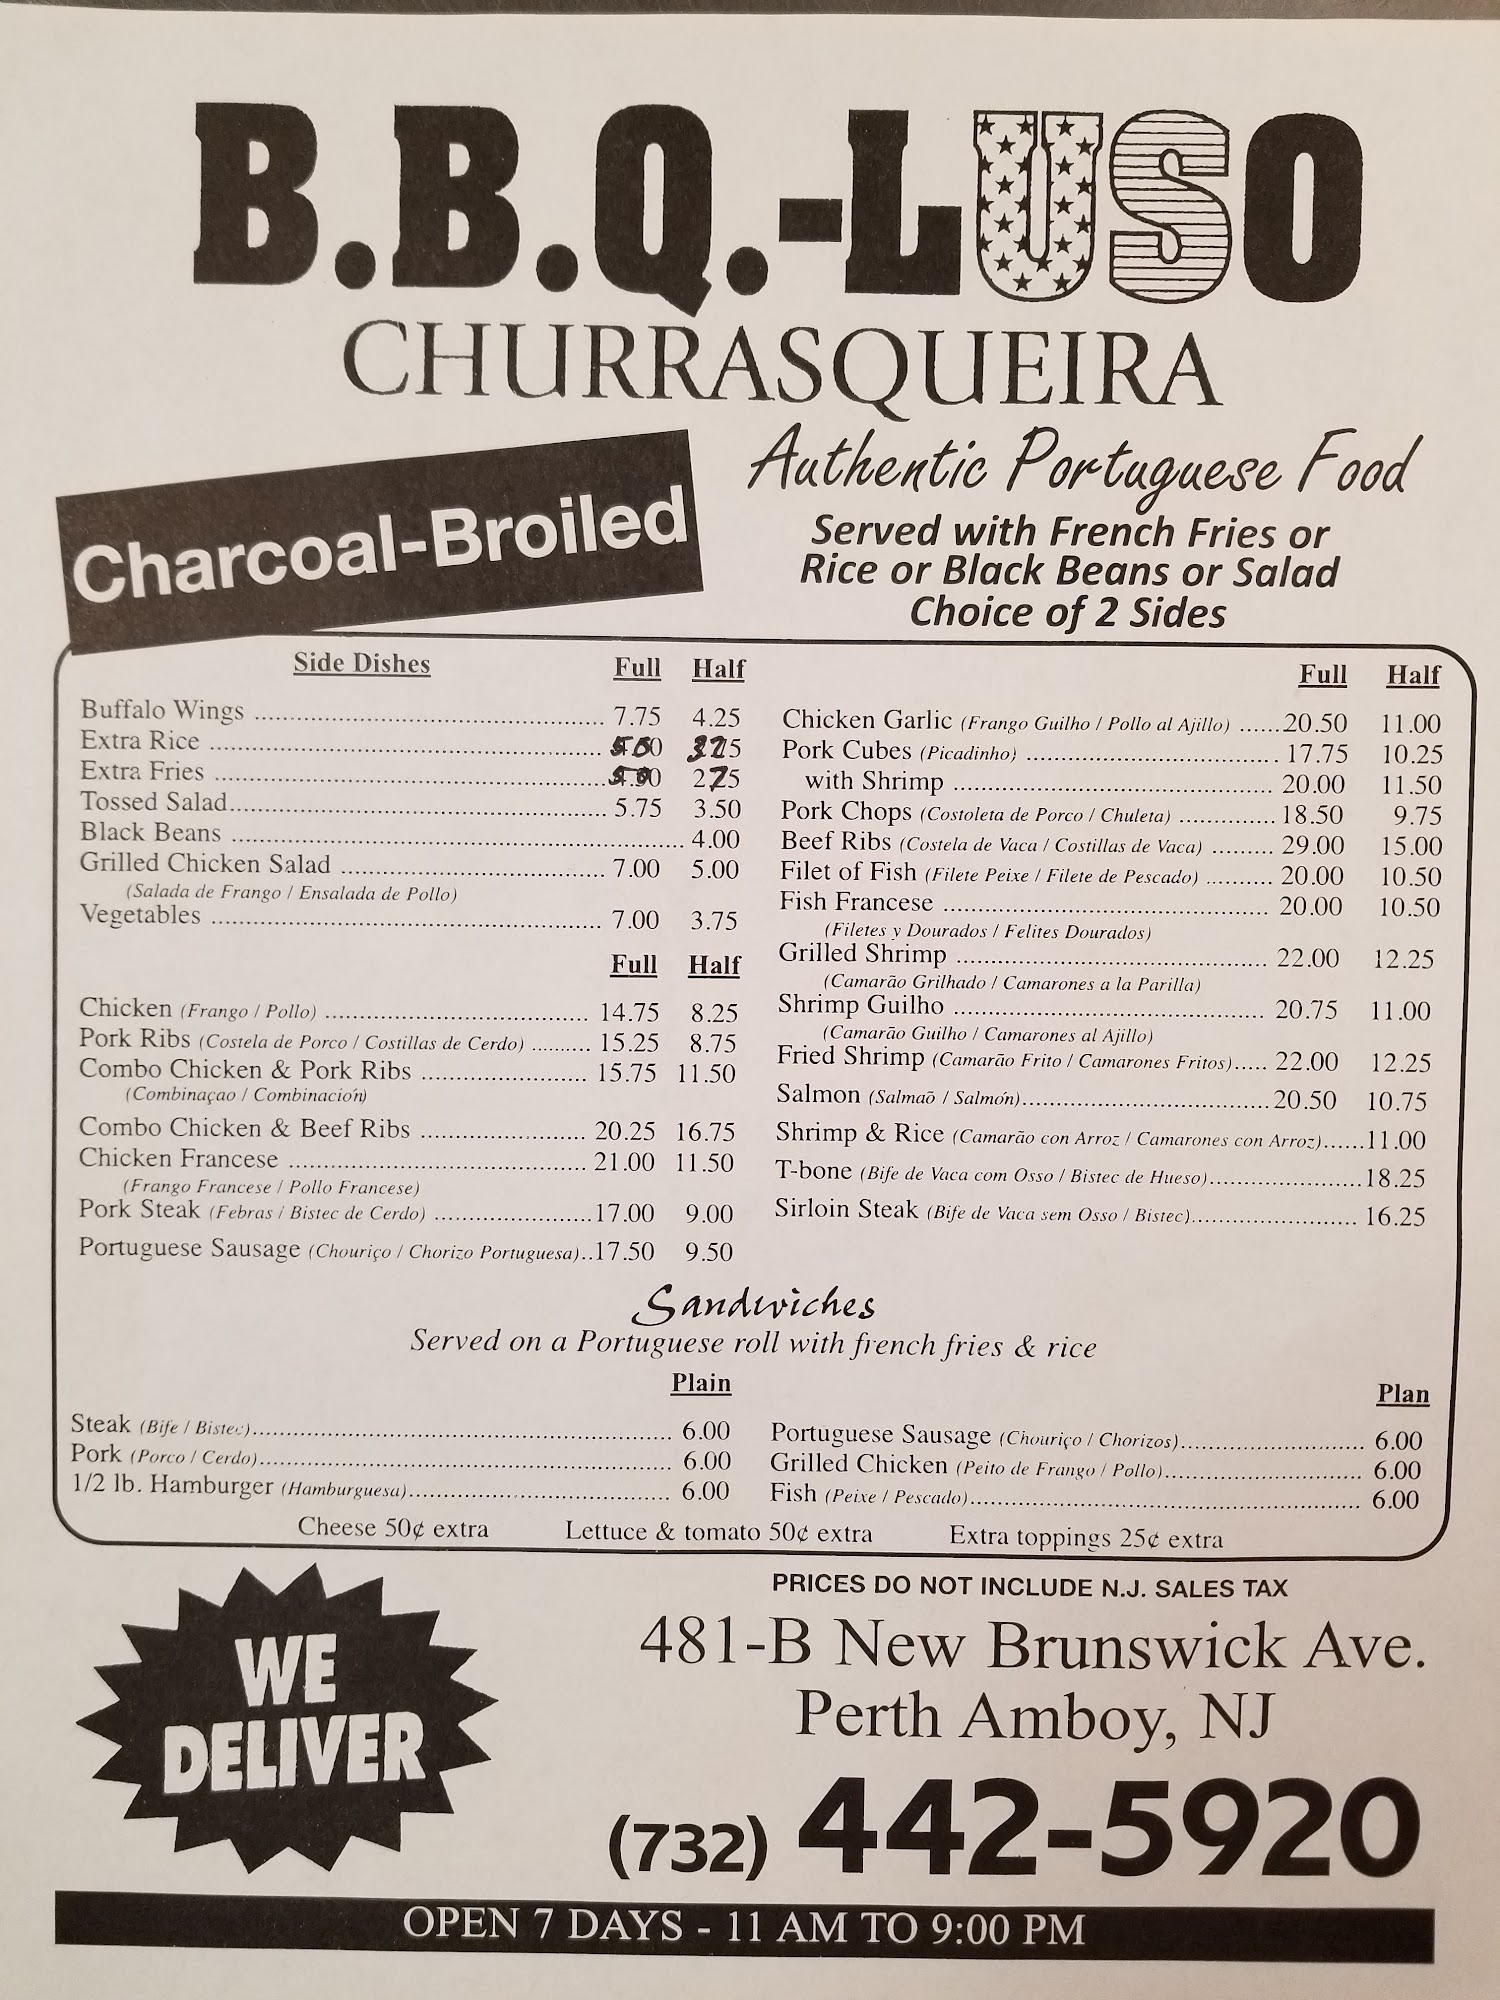 B.B.Q.-LUSO
CHURRASQUEIRA
Charcoal-Broiled
Authentic Portuguese Food
Served with French Fries or
Rice or Black Beans or Salad
Choice of 2 Sides
Side Dishes Full Half
Buffalo Wings 7.75 4.25
Extra Rice
Extra Fries
Tossed Salad 5.75 3.50
Black Beans 4.00
Grilled Chicken Salad 7.00 5.00
(Salada de Frango / Ensalada de Pollo)
Vegetables 7.00 3.75
Full Half
Chicken (Frango / Pollo) 14.75 8.25
Pork Ribs (Costela de Porco / Costillas de Cerdo) 15.25 8.75
Combo Chicken & Pork Ribs 15.75 11.50
(Combinaçao / Combinación)
Combo Chicken & Beef Ribs 20.25 16.75
Chicken Francese 21.00 11.50
(Frango Francese / Pollo Francese)
Pork Steak (Febras / Bistec de Cerdo) 17.00 9.00
Portuguese Sausage (Chouriço / Chorizo Portuguesa) 17.50 9.50
Full Half
Chicken Garlic (Frango Guilho / Pollo al Ajillo) 20.50 11.00
Pork Cubes (Picadinho) 17.75 10.25
with Shrimp 20.00 11.50
Pork Chops (Costoleta de Porco / Chuleta) 18.50 9.75
Beef Ribs (Costela de Vaca / Costillas de Vaca) 29.00 15.00
Filet of Fish (Filete Peixe / Filete de Pescado) 20.00 10.50
Fish Francese 20.00 10.50
(Filetes y Dourados / Felites Dourados)
Grilled Shrimp 22.00 12.25
(Camarão Grilhado / Camarones a la Parilla)
Shrimp Guilho 20.75 11.00
(Camarão Guilho / Camarones al Ajillo)
Fried Shrimp (Camarão Frito / Camarones Fritos) 22.00 12.25
Salmon (Salmaõ / Salmón) 20.50 10.75
Shrimp & Rice (Camarão con Arroz / Camarones con Arroz) 11.00
T-bone (Bife de Vaca com Osso / Bistec de Hueso) 18.25
Sirloin Steak (Bife de Vaca sem Osso / Bistec) 16.25
Sandwiches
Served on a Portuguese roll with french fries & rice
Plain
Steak (Bife / Bistec) 6.00
Pork (Porco / Cerdo) 6.00
1/2 lb. Hamburger (Hamburguesa) 6.00
Plan
Portuguese Sausage (Chouriço / Chorizos) 6.00
Grilled Chicken (Peito de Frango / Pollo) 6.00
Fish (Peixe / Pescado) 6.00
Cheese 50¢ extra Lettuce & tomato 50¢ extra Extra toppings 25¢ extra
WE
DELIVER
PRICES DO NOT INCLUDE N.J. SALES TAX
481-B New Brunswick Ave.
Perth Amboy, NJ
(732) 442-5920
OPEN 7 DAYS - 11 AM TO 9:00 PM